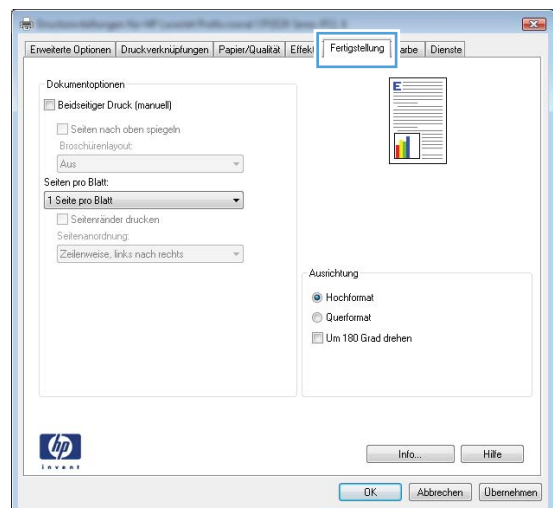 Erweiterte Optionen Druckverknüpfungen Papier/Qualität Effek Fertigstellung arbe Dienste
Dokumentoptionen
Beidseitiger Druck (manuell)
Seiten nach oben spiegeln
Broschürenlayout:
Aus
Seiten pro Blatt:
1 Seite pro Blatt
Seitenränder drucken
Seitenanordnung:
Zeilenweise, links nach rechts
E
Ausrichtung
Hochformat
Querformat
Um 180 Grad drehen
hp
invent
Info... Hilfe
OK Abbrechen Übernehmen